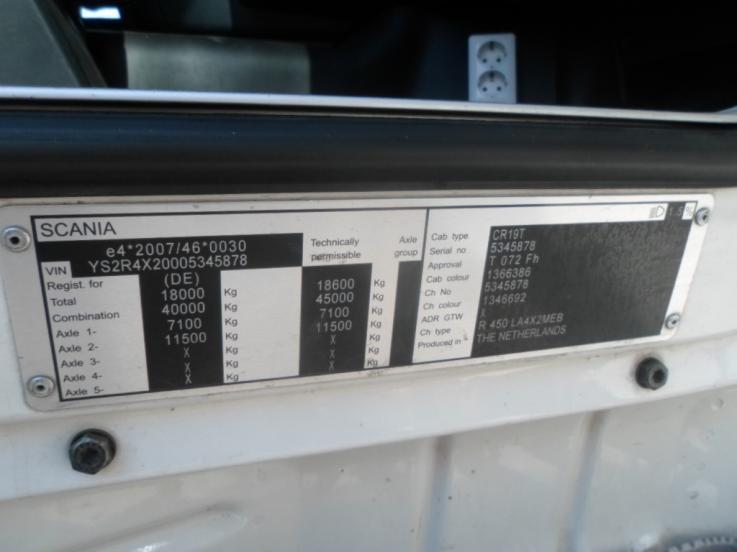 SCANIA
e4*2007/46*0030
VIN YS2R4X20005345878
Technically permissible
Axle group
Regist. for (DE)
Total 18000 Kg 18600 Kg
Combination 40000 Kg 45000 Kg
Axle 1- 7100 Kg 7100 Kg
Axle 2- 11500 Kg 11500 Kg
Axle 3- X Kg X Kg
Axle 4- X Kg X Kg
Axle 5- X Kg X Kg
%
Cab type CR19T
Serial no 5345878
Approval T 072 Fh
Cab colour 1366386
Ch No 5345878
Ch colour 1346692
ADR GTW X
Ch type R 450 LA4X2MEB
Produced in THE NETHERLANDS